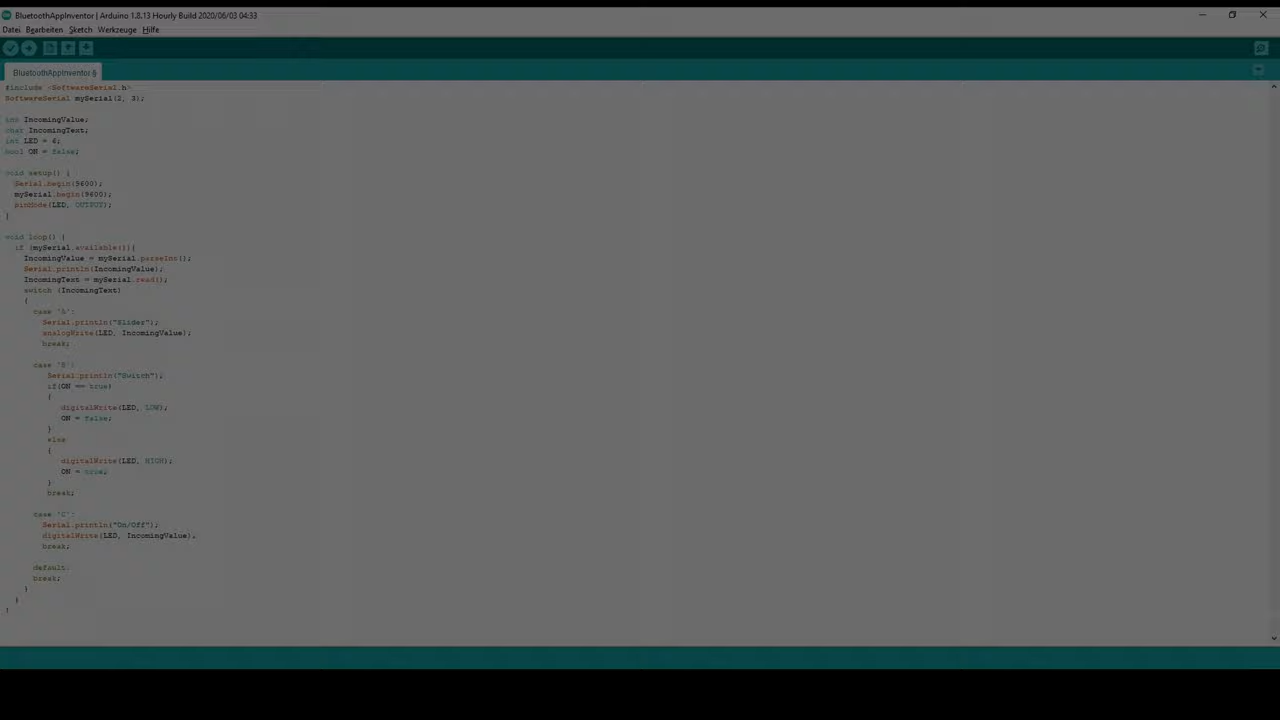 BluetoothAppInventor | Arduino 1.8.13 Hourly Build 2020/06/03 04:33
Datei Bearbeiten Sketch Werkzeuge Hilfe
BluetoothAppInventor §
#include <SoftwareSerial.h>
SoftwareSerial mySerial(2, 3);
int IncomingValue;
char IncomingText;
int LED = 6;
bool ON = false;
void setup() {
Serial.begin(9600);
mySerial.begin(9600);
pinMode(LED, OUTPUT);
}
void loop() {
if (mySerial.available()){
IncomingValue = mySerial.parseInt();
Serial.println(IncomingValue);
IncomingText = mySerial.read();
switch (IncomingText)
{
case 'A':
Serial.println("Slider");
analogWrite(LED, IncomingValue);
break;
case 'B':
Serial.println("Switch");
if(ON == true)
{
digitalWrite(LED, LOW);
ON = false;
}
else
{
digitalWrite(LED, HIGH);
ON = true;
}
break;
case 'C':
Serial.println("On/Off");
digitalWrite(LED, IncomingValue);
break;
default:
break;
}
}
}